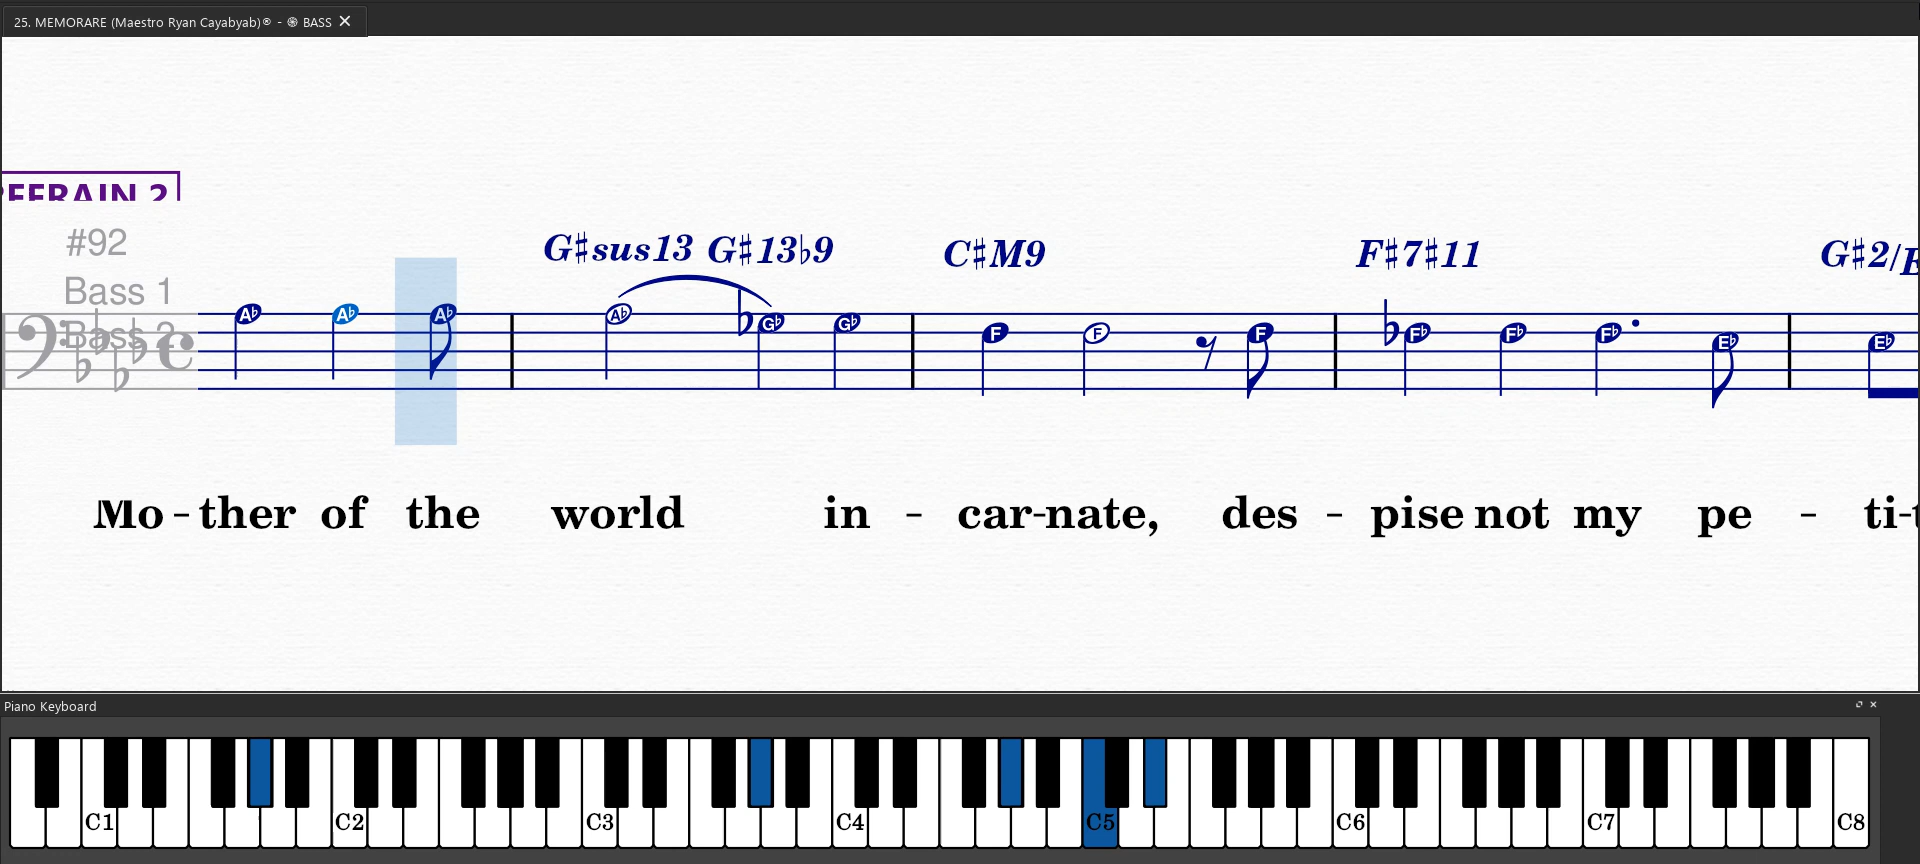 25. MEMORARE (Maestro Ryan Cayabyab)® - ֍ BASS ✕
EFRAIN 2
#92
Bass 1
Bass 2
G♯sus13 G♯13♭9 C♯M9 F♯7♯11 G♯2/
A♭ A♭ A♭ A♭ G♭ G♭ F F F F♭ F♭ F♭ E♭ E♭
Mo - ther of the world in - car-nate, des - pise not my pe - ti-
Piano Keyboard
C1 C2 C3 C4 C5 C6 C7 C8